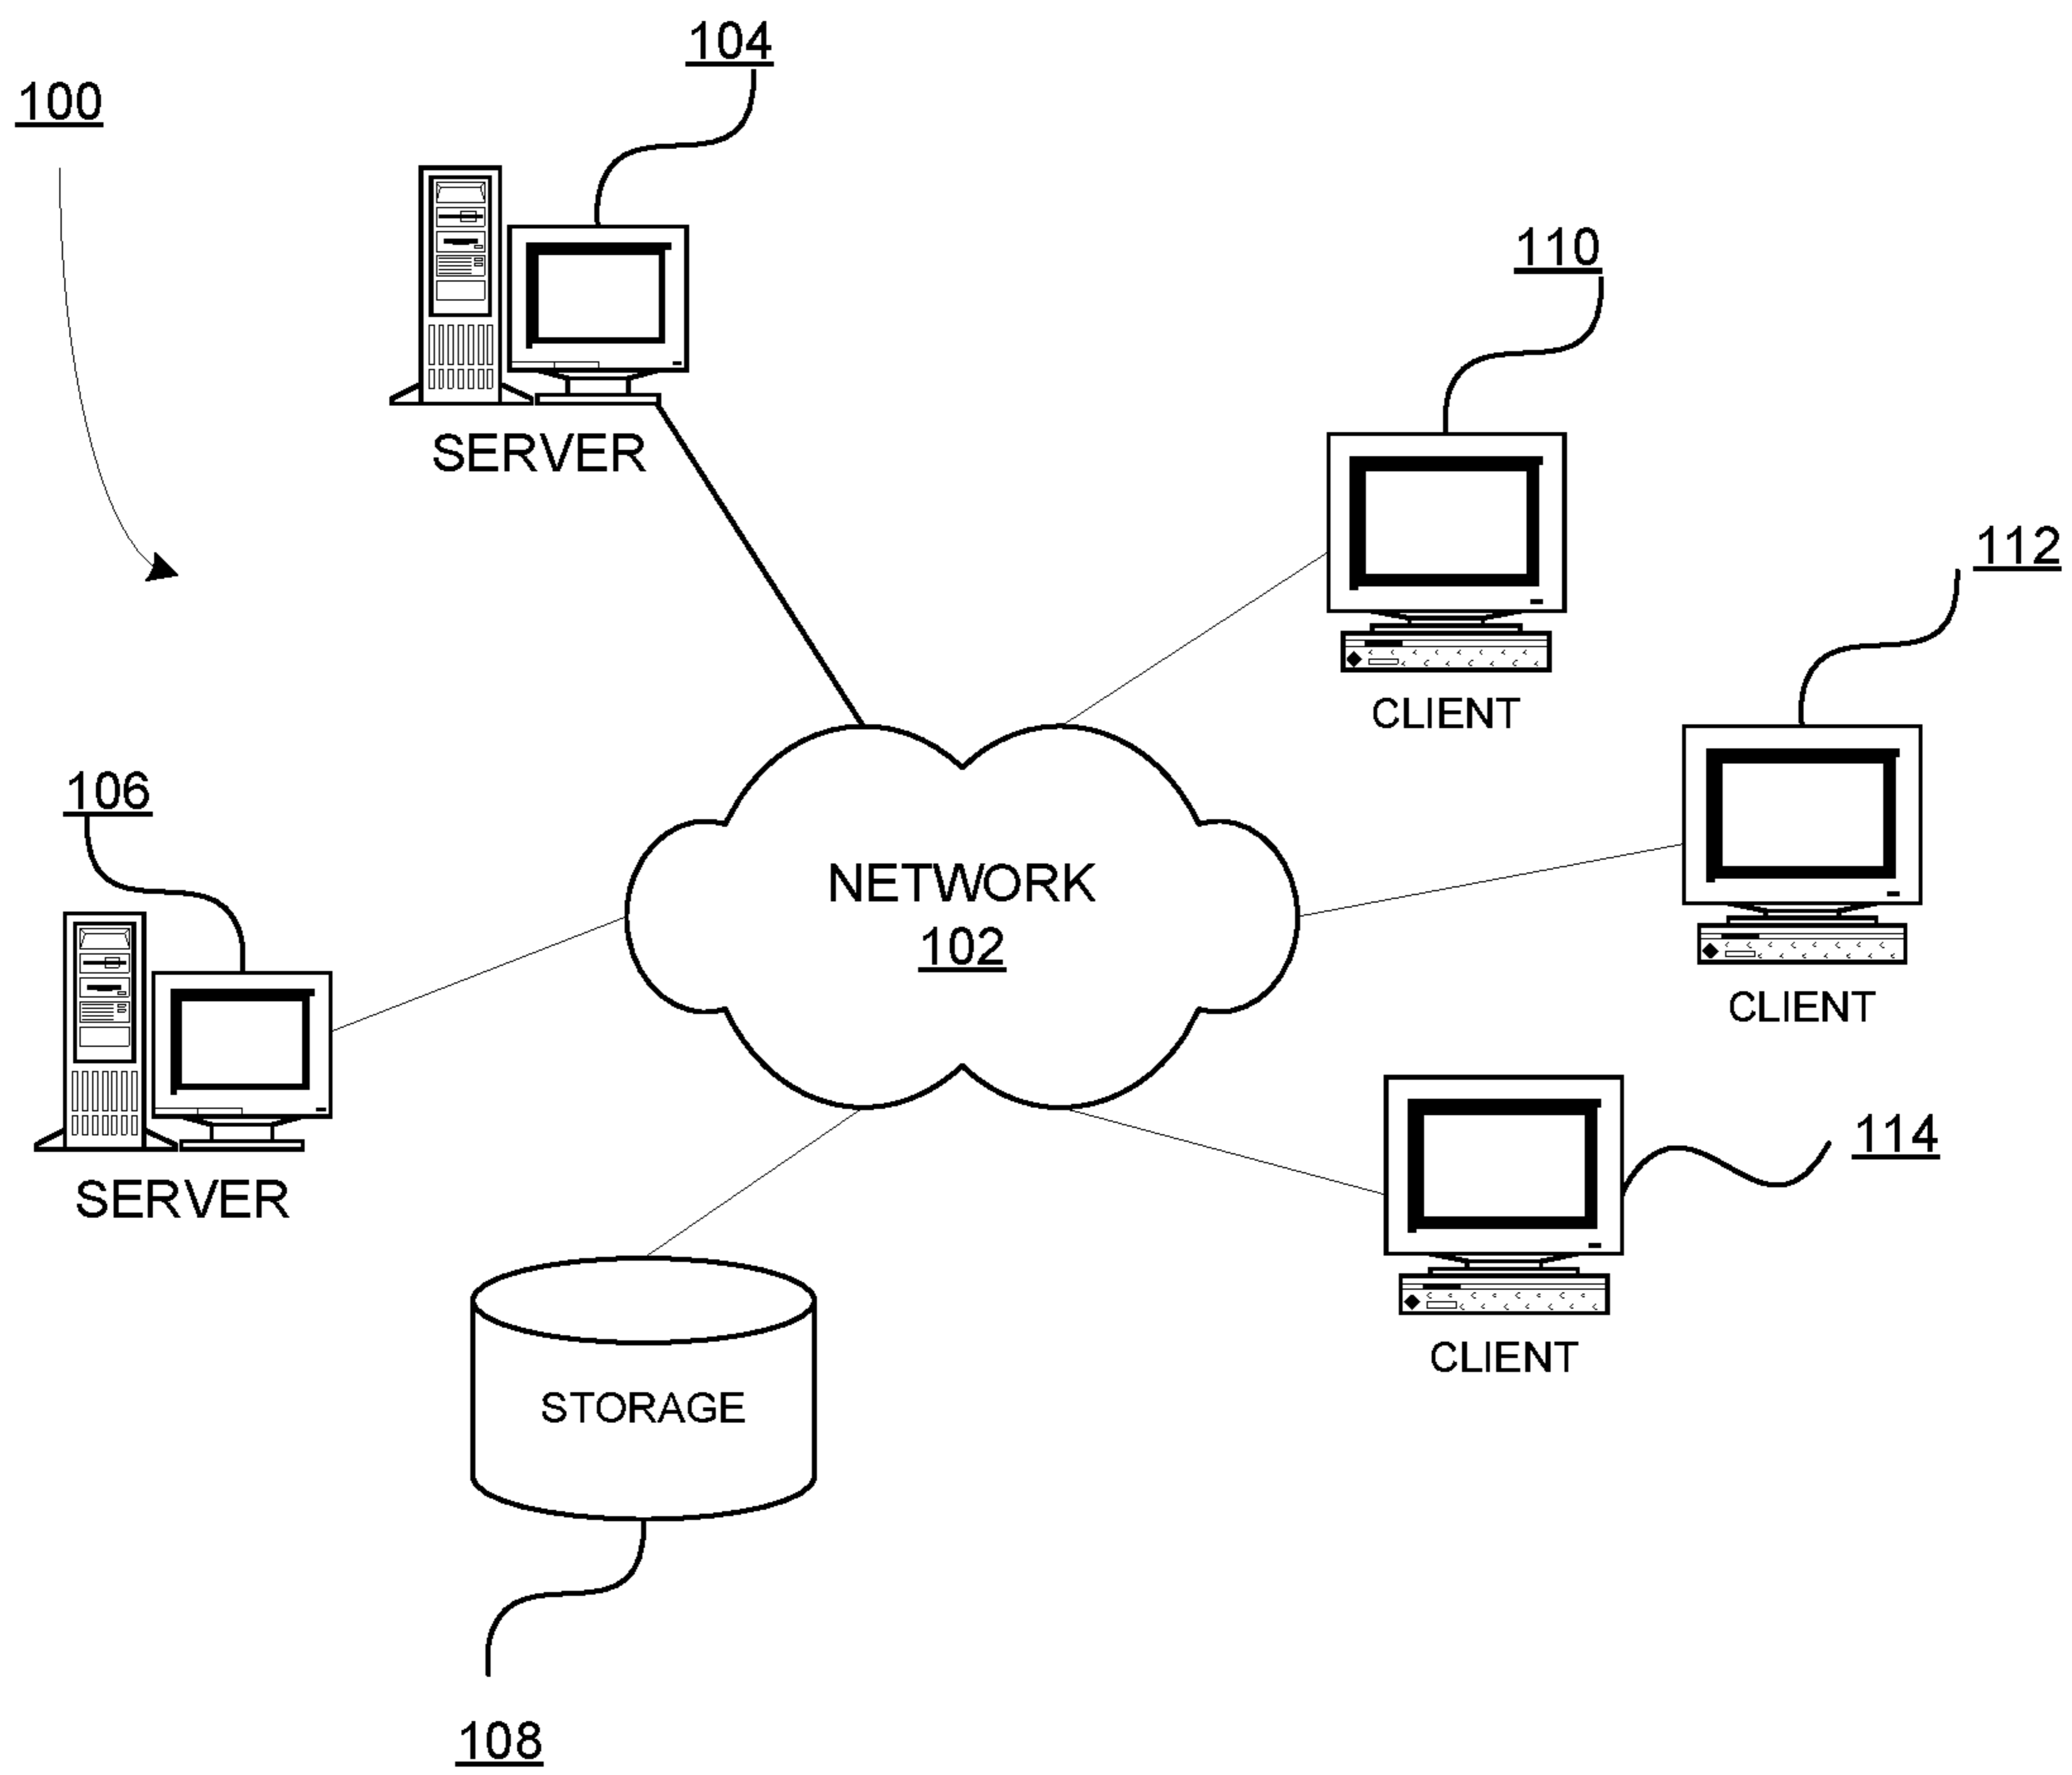 104
100
SERVER
110
CLIENT
112
CLIENT
106
SERVER
NETWORK
102
114
CLIENT
STORAGE
108